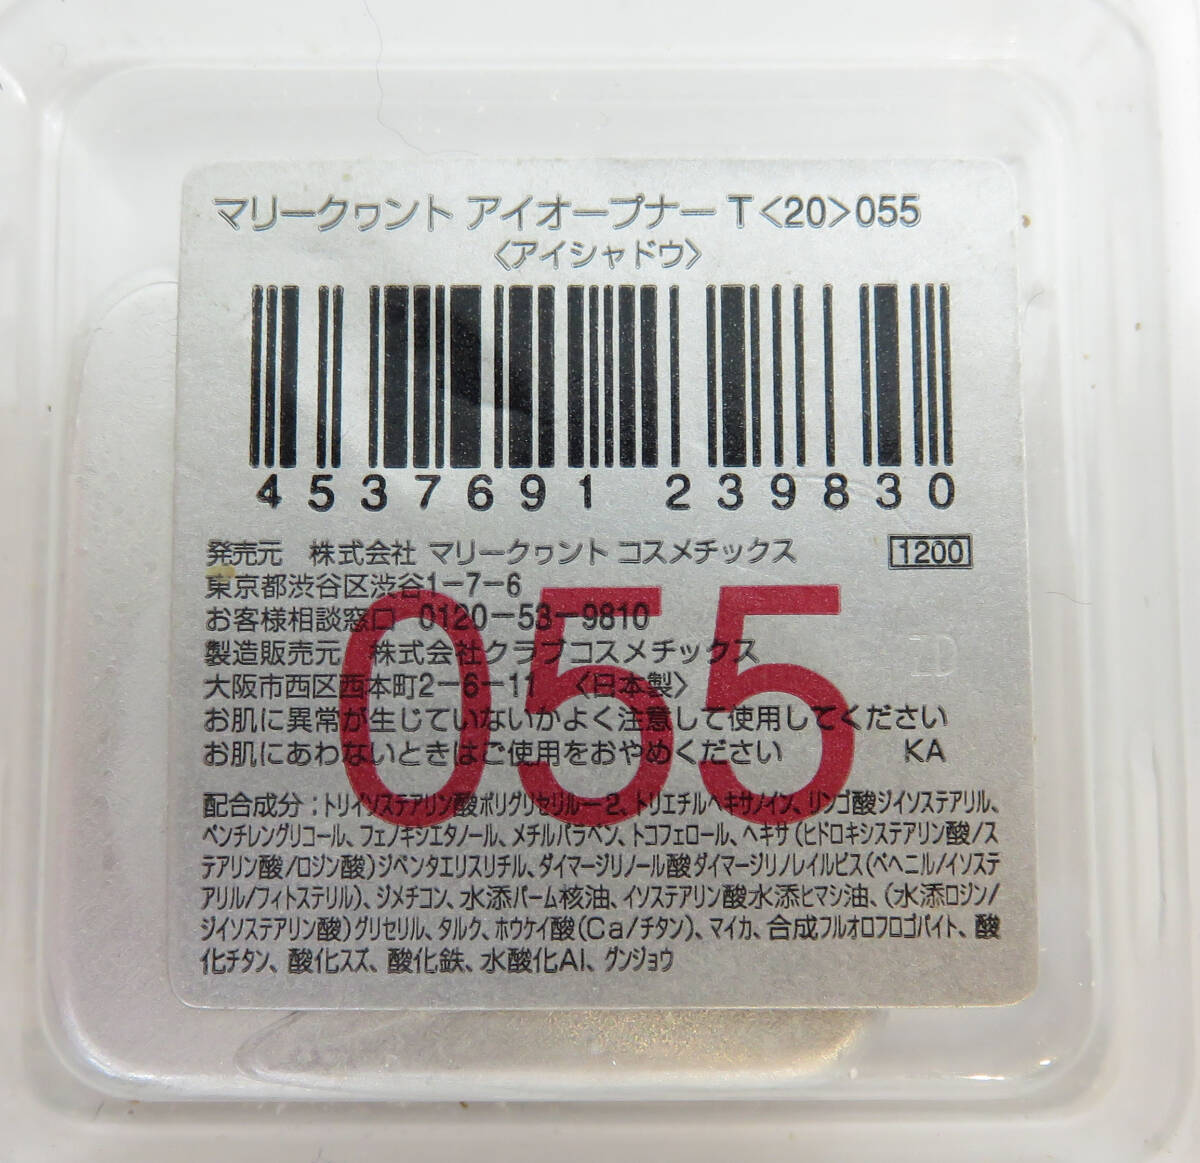 マリークヮント アイオープナー T<20>055
〈アイシャドウ〉
4537691 239830
発売元 株式会社 マリークヮント コスメチックス 1200
東京都渋谷区渋谷1-7-6
お客様相談窓口 0120-53-9810
製造販売元 株式会社クラブコスメチックス
大阪市西区西本町2-6-11 〈日本製〉
055
お肌に異常が生じていないかよく注意して使用してください
お肌にあわないときはご使用をおやめください KA
配合成分：トリイソステアリン酸ポリグリセリル-2、トリエチルヘキサノイン、リンゴ酸ジイソステアリル、
ペンチレングリコール、フェノキシエタノール、メチルパラベン、トコフェロール、ヘキサ(ヒドロキシステアリン酸/ス
テアリン酸/ロジン酸)ジペンタエリスリチル、ダイマージリノール酸ダイマージリノレイルビス(ベヘニル/イソステ
アリル/フィトステリル)、ジメチコン、水添パーム核油、イソステアリン酸水添ヒマシ油、(水添ロジン/
ジイソステアリン酸)グリセリル、タルク、ホウケイ酸(Ca/チタン)、マイカ、合成フルオロフロゴパイト、酸
化チタン、酸化スズ、酸化鉄、水酸化Al、グンジョウ